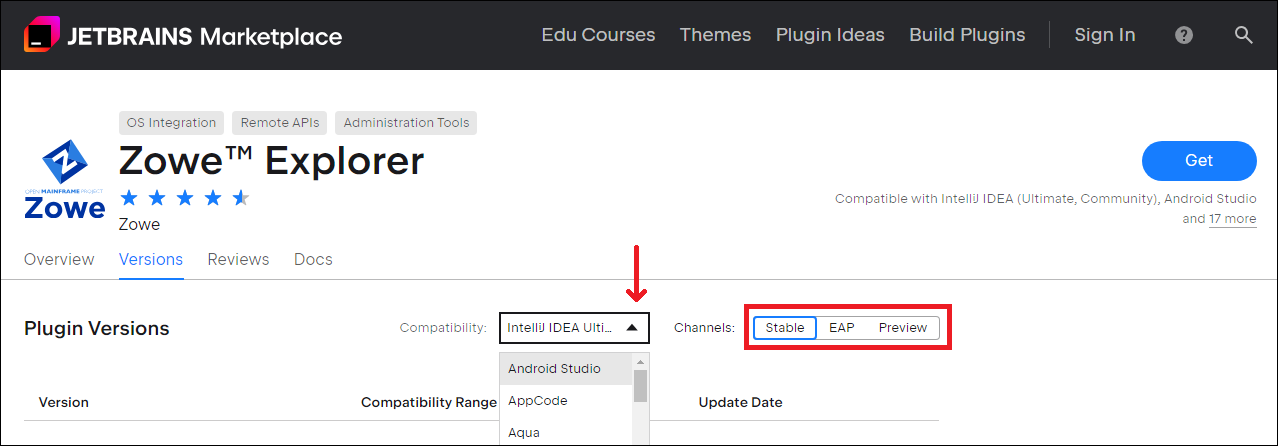 JETBRAINS Marketplace
Edu Courses Themes Plugin Ideas Build Plugins Sign In ?
OS Integration Remote APIs Administration Tools
Zowe™ Explorer
Z
OPEN MAINFRAME PROJECT
Zowe
Zowe
Get
Compatible with IntelliJ IDEA (Ultimate, Community), Android Studio
and 17 more
Overview Versions Reviews Docs
Plugin Versions Compatibility: IntelliJ IDEA Ulti... Channels: Stable EAP Preview
Android Studio
AppCode
Aqua
Version Compatibility Range Update Date